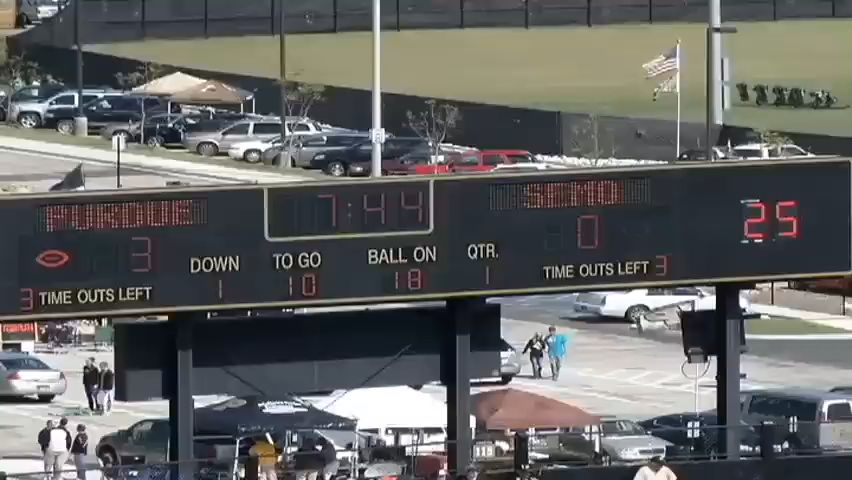 PURDUE 7:44 SEMO 25
3 0
DOWN TO GO BALL ON QTR.
1 10 18 1
3 TIME OUTS LEFT TIME OUTS LEFT 3